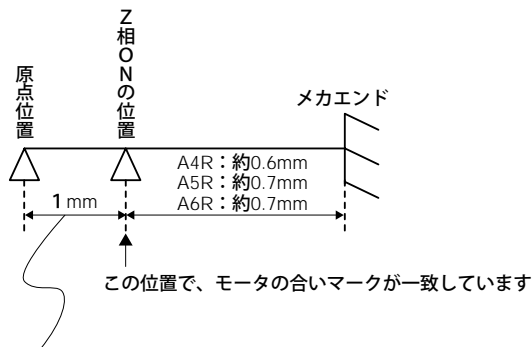 原点位置
Z相ONの位置
メカエンド
A4R：約0.6mm
A5R：約0.7mm
A6R：約0.7mm
1 mm
この位置で、モータの合いマークが一致しています